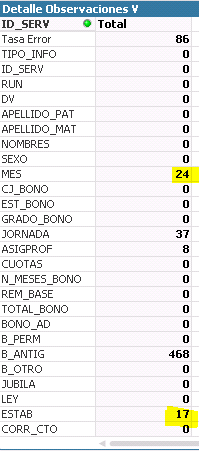 Detalle Observaciones V
ID_SERV Total
Tasa Error 86
TIPO_INFO 0
ID_SERV 0
RUN 0
DV 0
APELLIDO_PAT 0
APELLIDO_MAT 0
NOMBRES 0
SEXO 0
MES 24
CJ_BONO 0
EST_BONO 0
GRADO_BONO 0
JORNADA 37
ASIGPROF 8
CUOTAS 0
N_MESES_BONO 0
REM_BASE 0
TOTAL_BONO 0
BONO_AD 0
B_PERM 0
B_ANTIG 468
B_OTRO 0
JUBILA 0
LEY 0
ESTAB 17
CORR_CTO 0